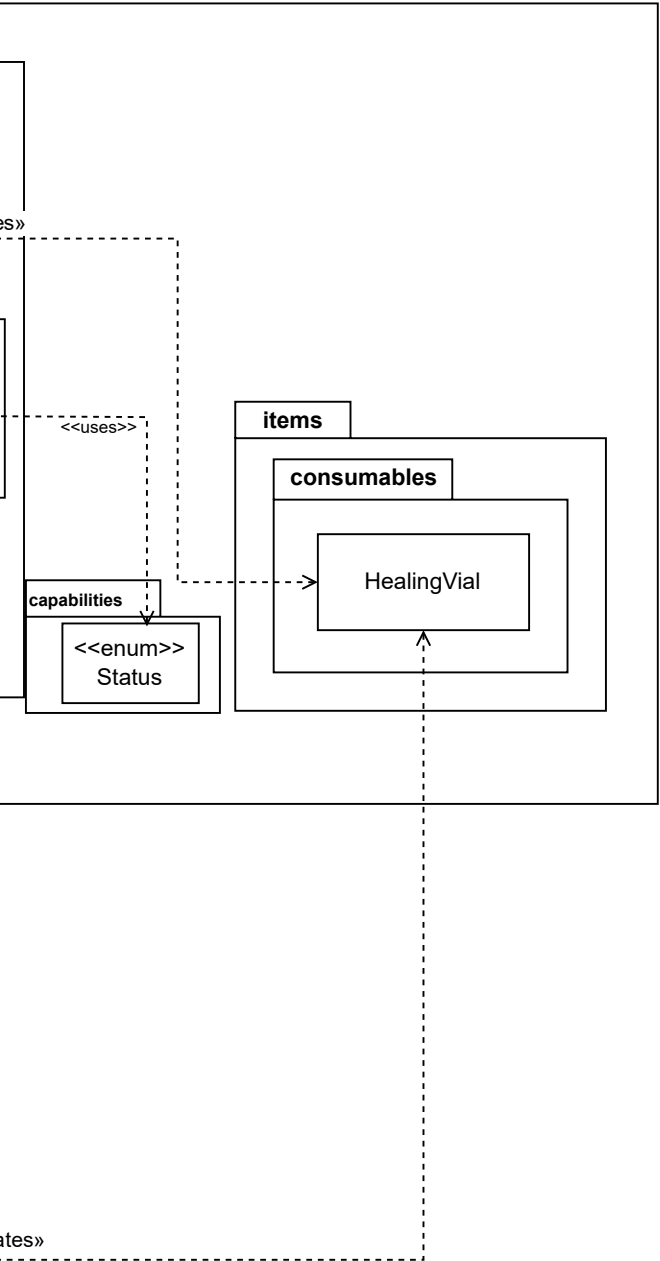 es»
items
<<uses>>
consumables
HealingVial
capabilities
<<enum>>
Status
ates»